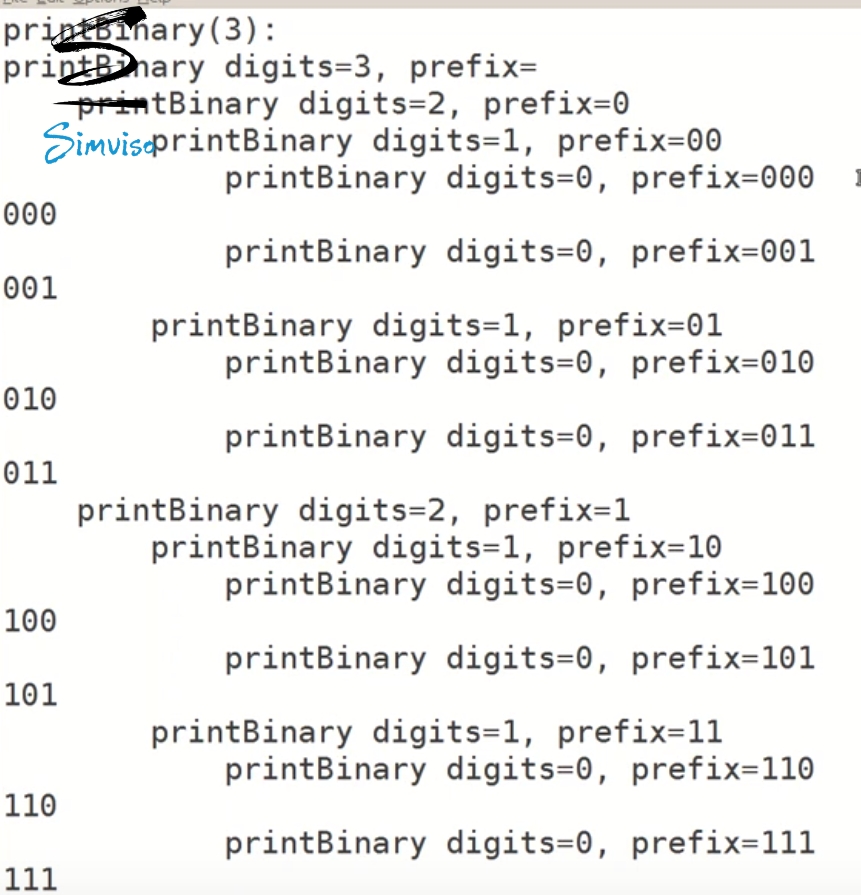 File Edit Options Help
printBinary(3):
printBinary digits=3, prefix=
    printBinary digits=2, prefix=0
Simviso
        printBinary digits=1, prefix=00
            printBinary digits=0, prefix=000
000
            printBinary digits=0, prefix=001
001
        printBinary digits=1, prefix=01
            printBinary digits=0, prefix=010
010
            printBinary digits=0, prefix=011
011
    printBinary digits=2, prefix=1
        printBinary digits=1, prefix=10
            printBinary digits=0, prefix=100
100
            printBinary digits=0, prefix=101
101
        printBinary digits=1, prefix=11
            printBinary digits=0, prefix=110
110
            printBinary digits=0, prefix=111
111